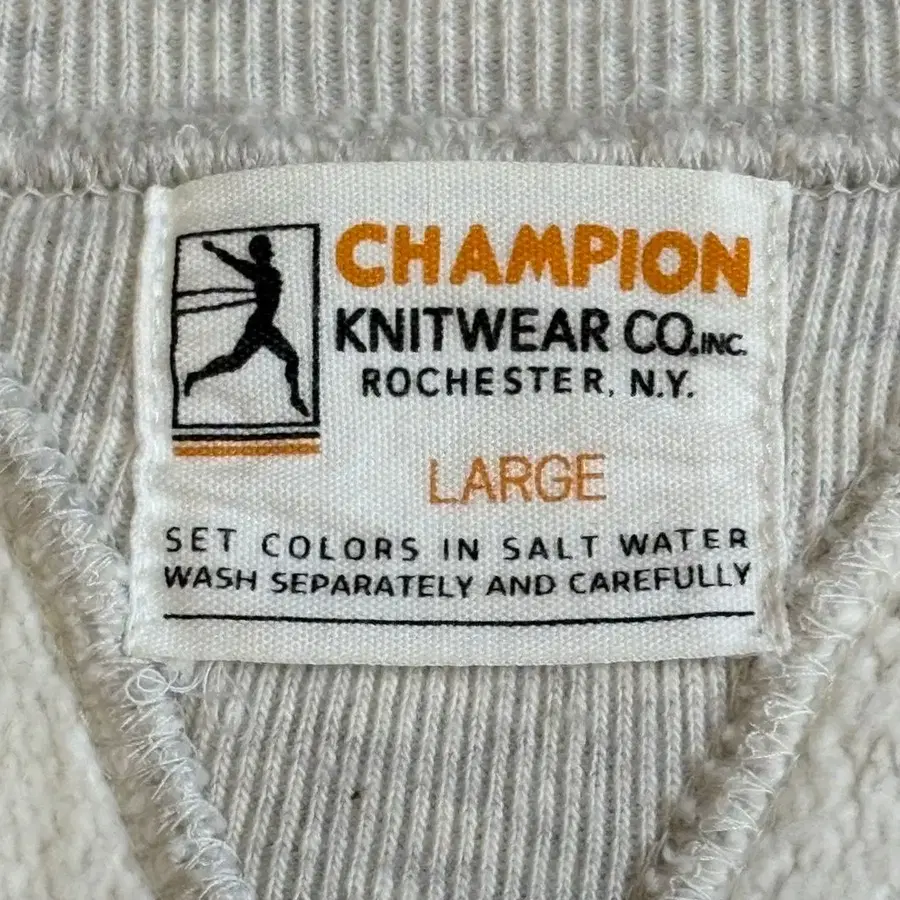 CHAMPION
KNITWEAR CO.INC.
ROCHESTER, N.Y.
LARGE
SET COLORS IN SALT WATER
WASH SEPARATELY AND CAREFULLY